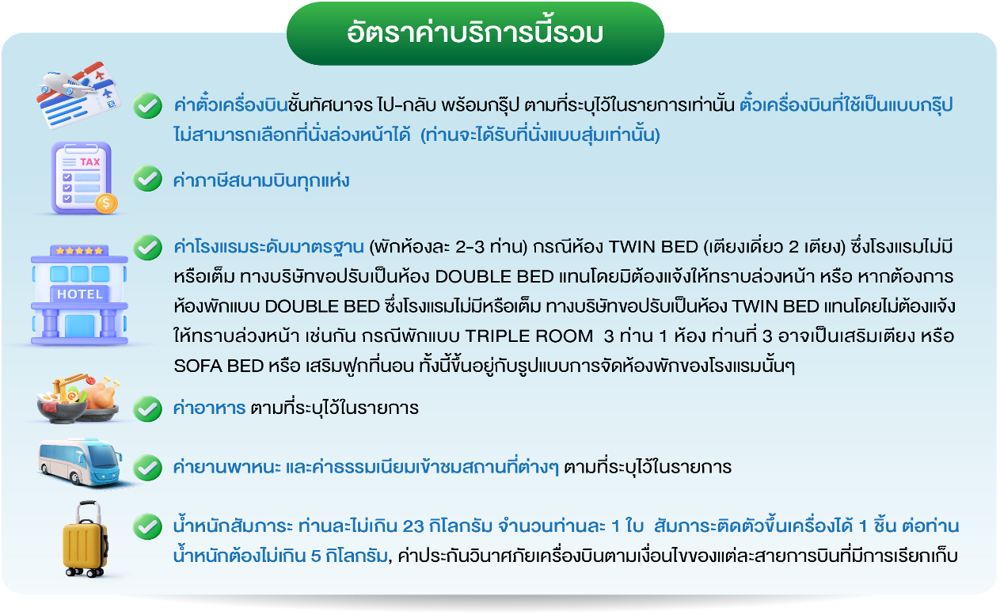 อัตราค่าบริการนี้รวม
ค่าตั๋วเครื่องบินชั้นทัศนาจร ไป-กลับ พร้อมกรุ๊ป ตามที่ระบุไว้ในรายการเท่านั้น ตั๋วเครื่องบินที่ใช้เป็นแบบกรุ๊ป
ไม่สามารถเลือกที่นั่งล่วงหน้าได้ (ท่านจะได้รับที่นั่งแบบสุ่มเท่านั้น)
TAX
$
ค่าภาษีสนามบินทุกแห่ง
ค่าโรงแรมระดับมาตรฐาน (พักห้องละ 2-3 ท่าน) กรณีห้อง TWIN BED (เตียงเดี่ยว 2 เตียง) ซึ่งโรงแรมไม่มี
หรือเต็ม ทางบริษัทขอปรับเป็นห้อง DOUBLE BED แทนโดยมิต้องแจ้งให้ทราบล่วงหน้า หรือ หากต้องการ
HOTEL
ห้องพักแบบ DOUBLE BED ซึ่งโรงแรมไม่มีหรือเต็ม ทางบริษัทขอปรับเป็นห้อง TWIN BED แทนโดยไม่ต้องแจ้ง
ให้ทราบล่วงหน้า เช่นกัน กรณีพักแบบ TRIPLE ROOM 3 ท่าน 1 ห้อง ท่านที่ 3 อาจเป็นเสริมเตียง หรือ
SOFA BED หรือ เสริมฟูกที่นอน ทั้งนี้ขึ้นอยู่กับรูปแบบการจัดห้องพักของโรงแรมนั้นๆ
ค่าอาหาร ตามที่ระบุไว้ในรายการ
ค่ายานพาหนะ และค่าธรรมเนียมเข้าชมสถานที่ต่างๆ ตามที่ระบุไว้ในรายการ
น้ำหนักสัมภาระ ท่านละไม่เกิน 23 กิโลกรัม จำนวนท่านละ 1 ใบ สัมภาระติดตัวขึ้นเครื่องได้ 1 ชิ้น ต่อท่าน
น้ำหนักต้องไม่เกิน 5 กิโลกรัม, ค่าประกันวินาศภัยเครื่องบินตามเงื่อนไขของแต่ละสายการบินที่มีการเรียกเก็บ